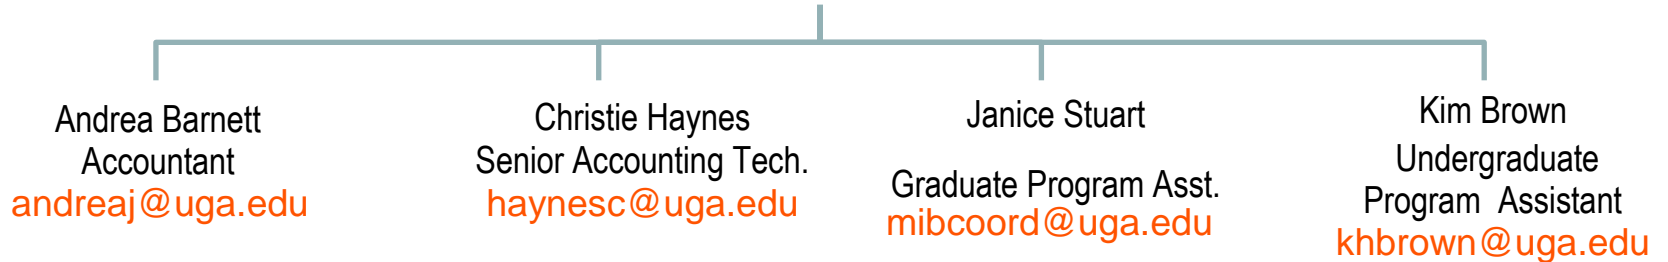 Andrea Barnett
Accountant
andreaj@uga.edu
Christie Haynes
Senior Accounting Tech.
haynesc@uga.edu
Janice Stuart
Graduate Program Asst.
mibcoord@uga.edu
Kim Brown
Undergraduate
Program Assistant
khbrown@uga.edu